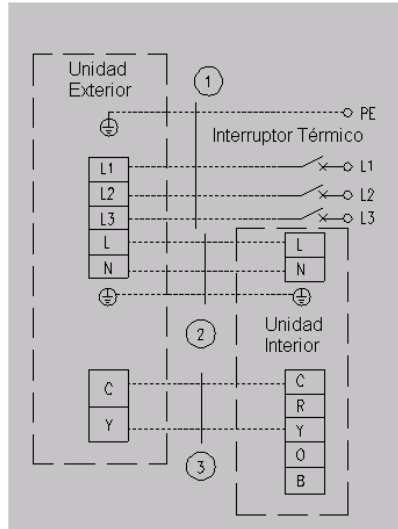 Unidad
Exterior
1
PE
Interruptor Térmico
L1
L1
L2
L2
L3
L3
L
L
N
N
2
Unidad
Interior
C
C
R
Y
Y
O
B
3